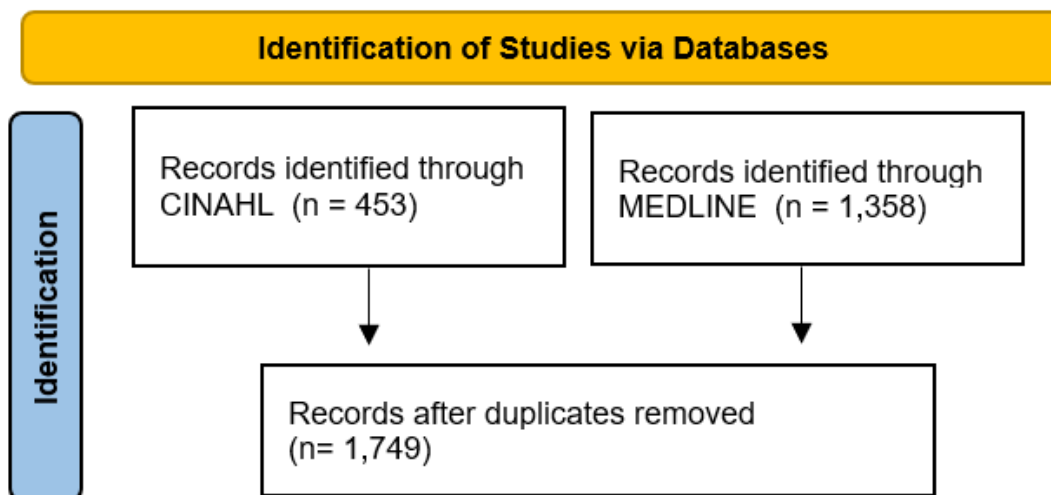 Identification of Studies via Databases
Identification
Records identified through
CINAHL  (n = 453)
Records identified through
MEDLINE  (n = 1,358)
Records after duplicates removed
(n= 1,749)